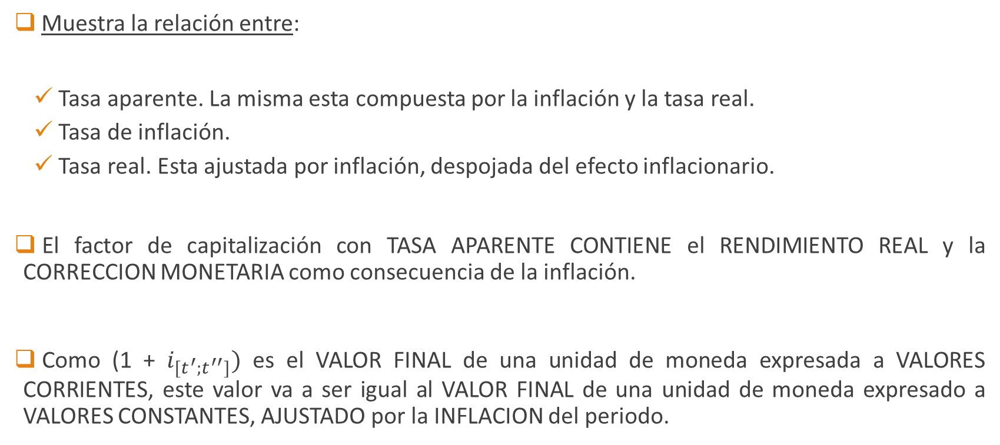 ❑ Muestra la relación entre:
✓ Tasa aparente. La misma esta compuesta por la inflación y la tasa real.
✓ Tasa de inflación.
✓ Tasa real. Esta ajustada por inflación, despojada del efecto inflacionario.
❑ El factor de capitalización con TASA APARENTE CONTIENE el RENDIMIENTO REAL y la
CORRECCION MONETARIA como consecuencia de la inflación.
❑ Como (1 + i[t′;t′′]) es el VALOR FINAL de una unidad de moneda expresada a VALORES
CORRIENTES, este valor va a ser igual al VALOR FINAL de una unidad de moneda expresado a
VALORES CONSTANTES, AJUSTADO por la INFLACION del periodo.